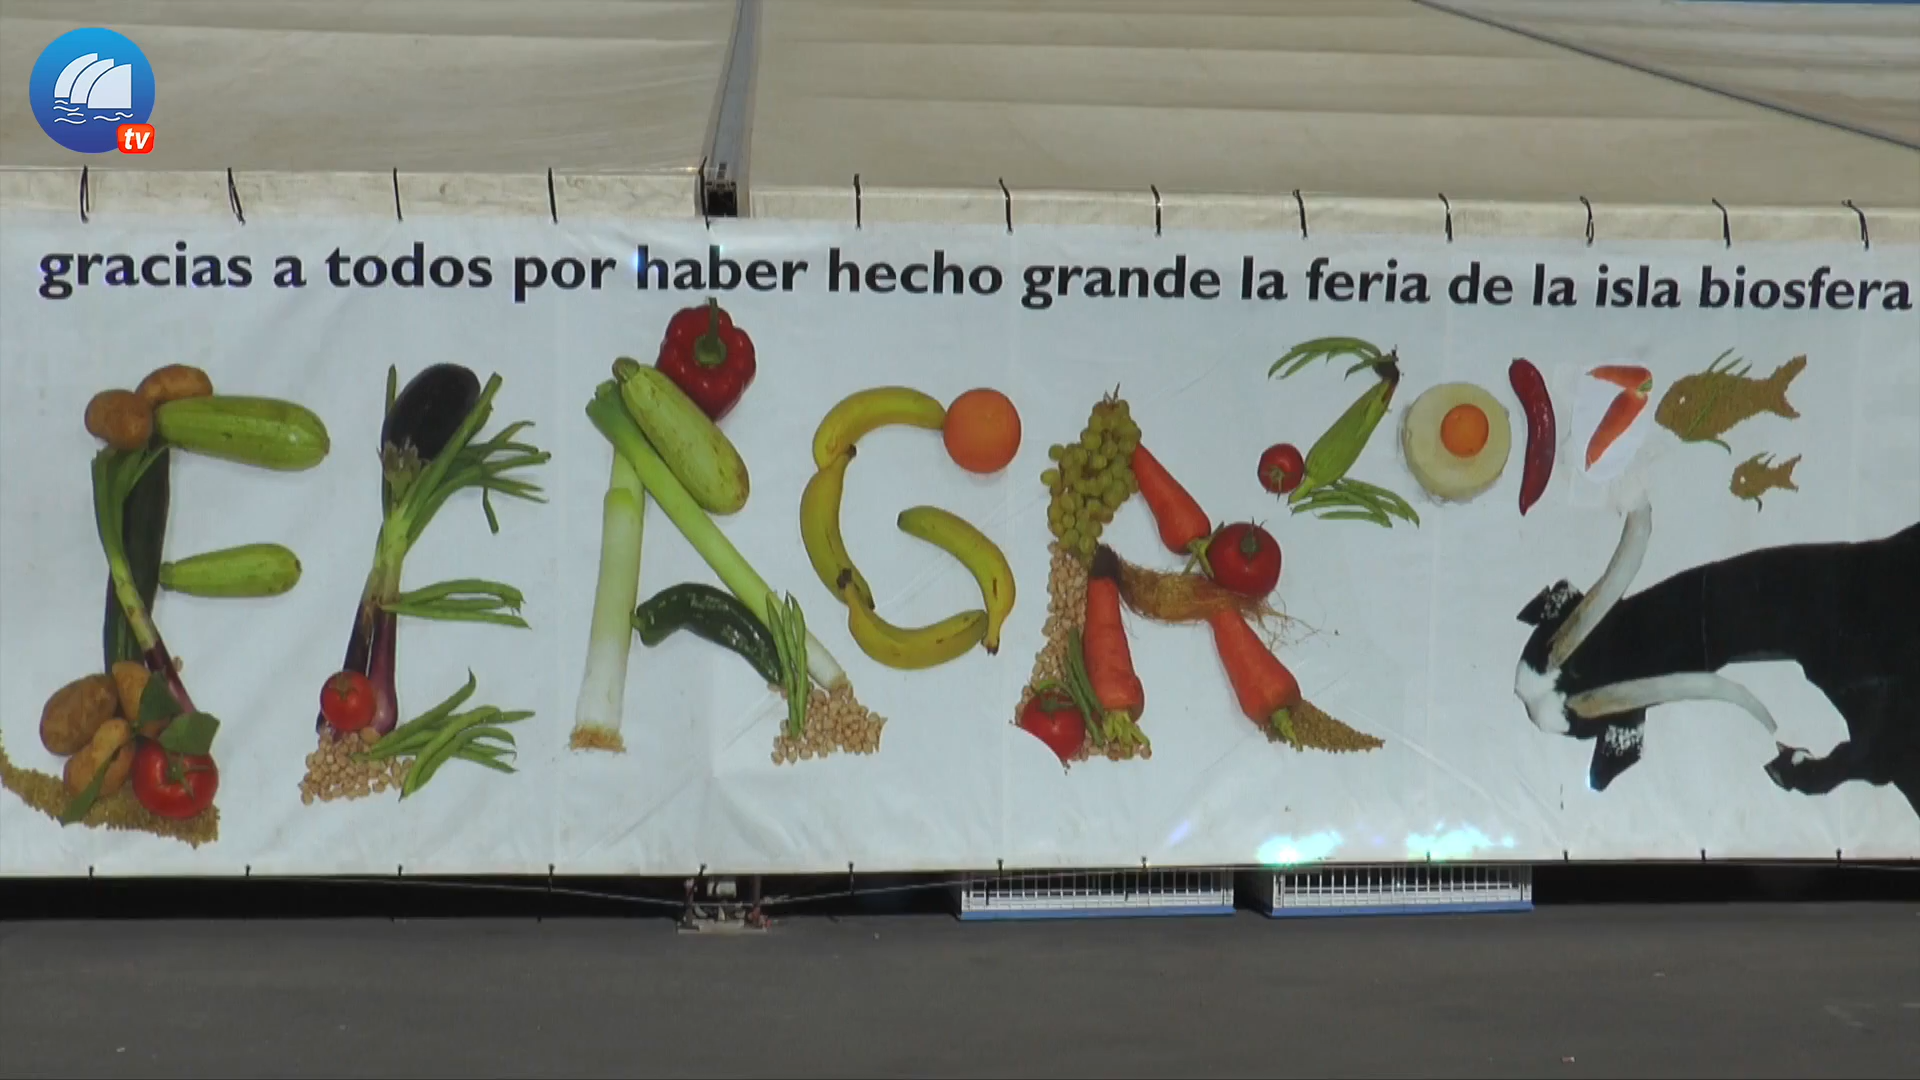 tv
gracias a todos por haber hecho grande la feria de la isla biosfera
FEAGA 2017